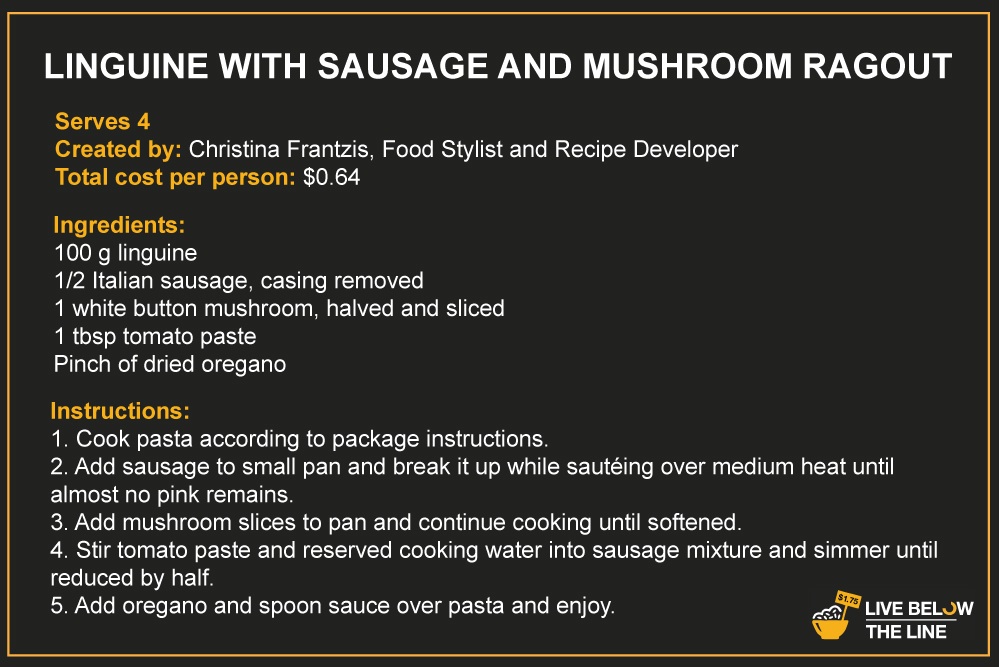 LINGUINE WITH SAUSAGE AND MUSHROOM RAGOUT
Serves 4
Created by: Christina Frantzis, Food Stylist and Recipe Developer
Total cost per person: $0.64
Ingredients:
100 g linguine
1/2 Italian sausage, casing removed
1 white button mushroom, halved and sliced
1 tbsp tomato paste
Pinch of dried oregano
Instructions:
1. Cook pasta according to package instructions.
2. Add sausage to small pan and break it up while sautéing over medium heat until
almost no pink remains.
3. Add mushroom slices to pan and continue cooking until softened.
4. Stir tomato paste and reserved cooking water into sausage mixture and simmer until
reduced by half.
5. Add oregano and spoon sauce over pasta and enjoy.
$1.75
LIVE BELOW
THE LINE